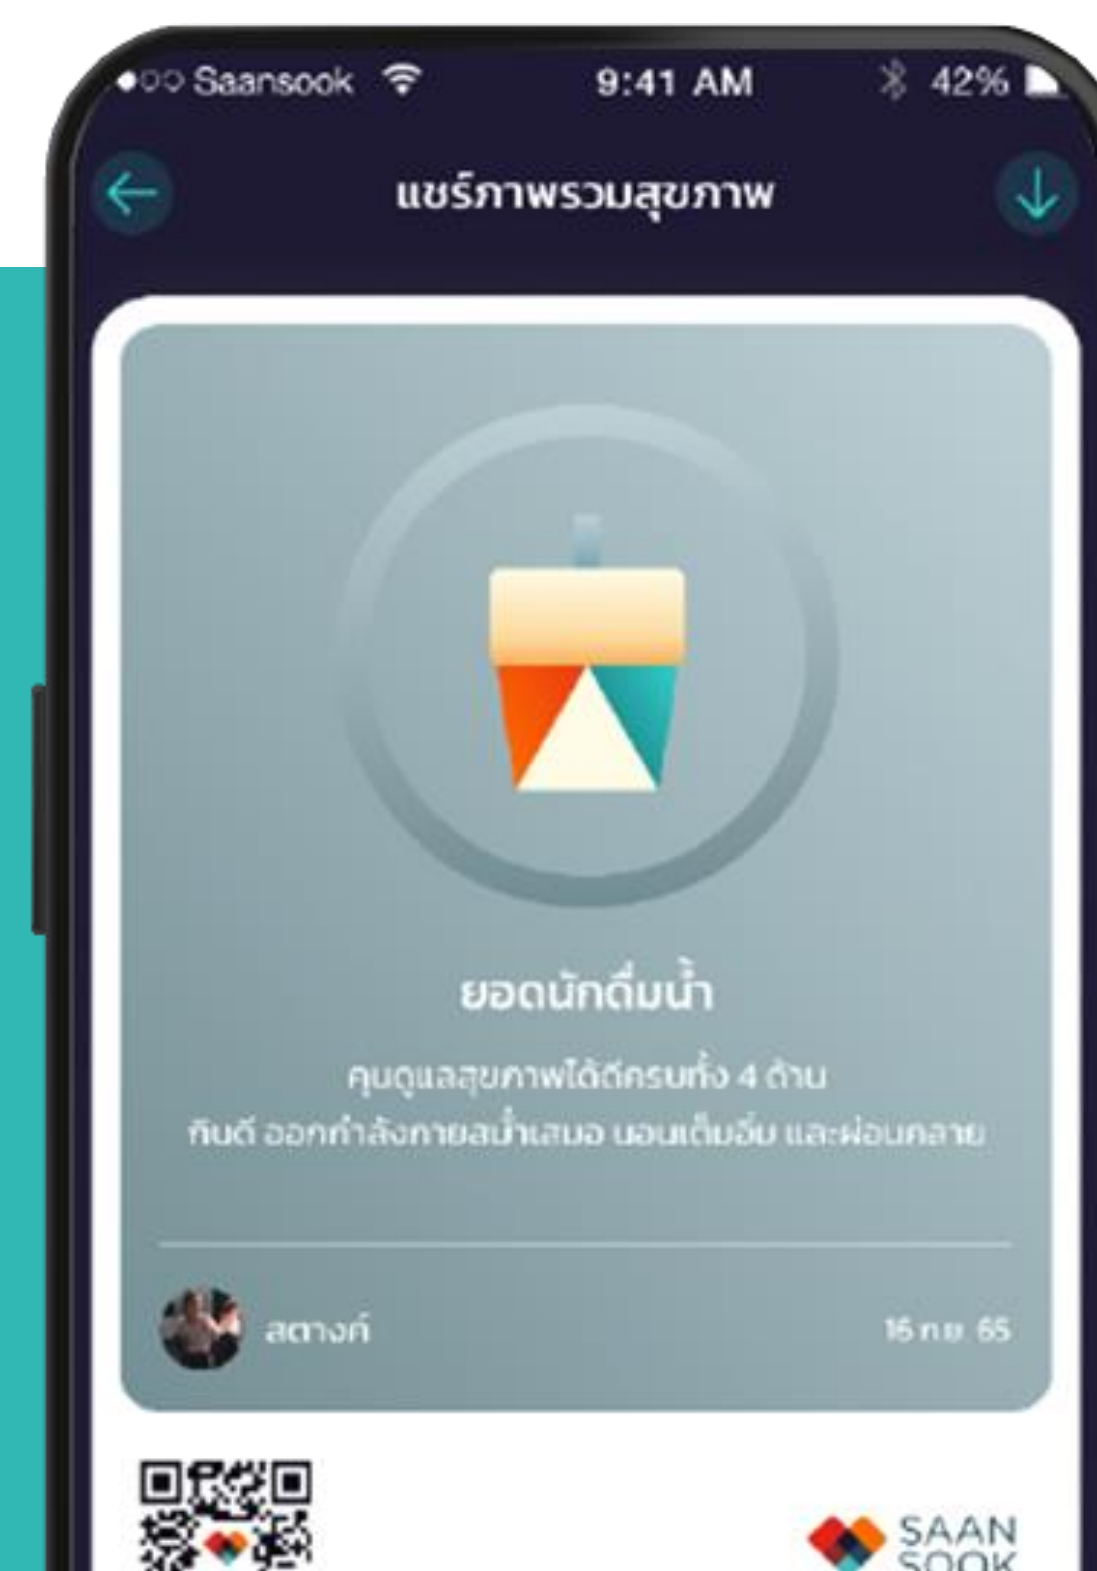 Saansook 9:41 AM 42%
แชร์ภาพรวมสุขภาพ
ยอดนักดื่มน้ำ
คุนดูแลสุขภาพได้ดีครบทั้ง 4 ด้าน
กินดี ออกกำลังกายสม่ำเสมอ นอนเต็มอิ่ม และผ่อนคลาย
สตางค์ 16 ก.ย. 65
SAAN
SOOK